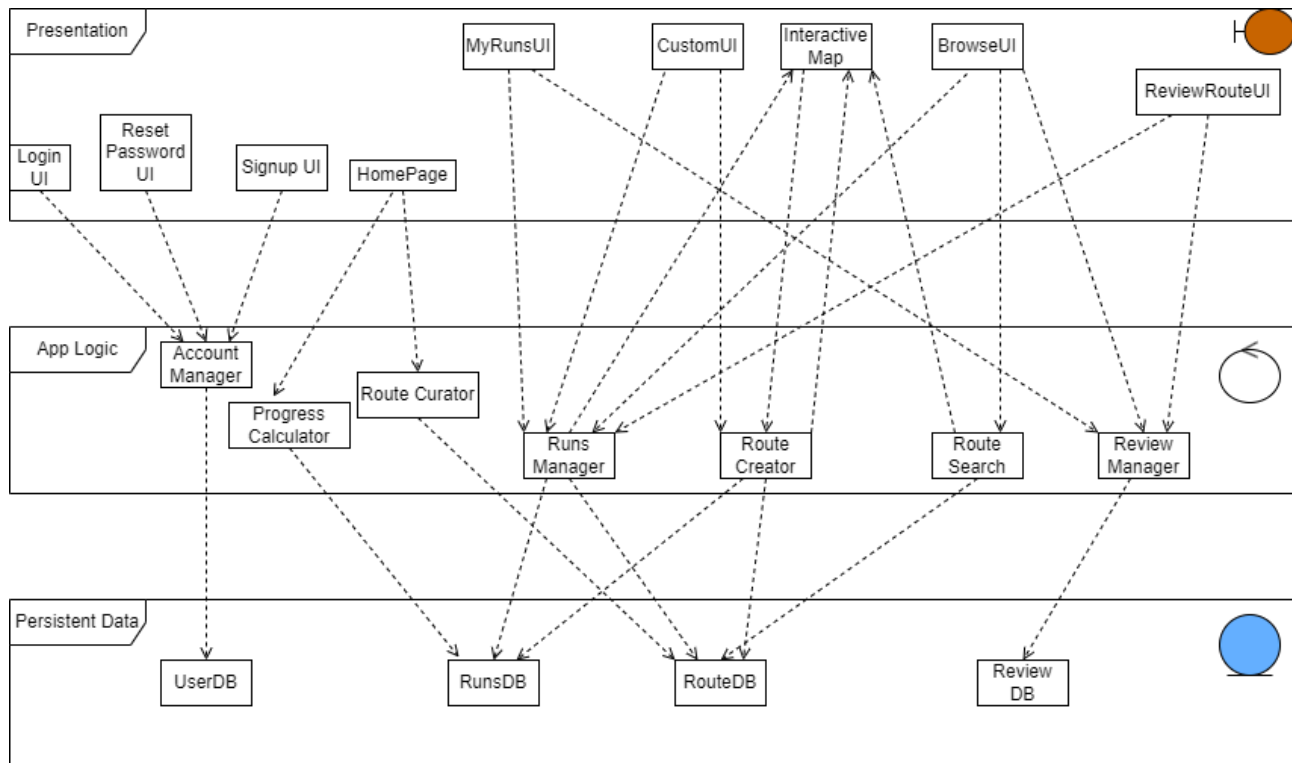 Presentation
MyRunsUI
CustomUI
Interactive
Map
BrowseUI
ReviewRouteUI
Login
UI
Reset
Password
UI
Signup UI
HomePage
App Logic
Account
Manager
Progress
Calculator
Route Curator
Runs
Manager
Route
Creator
Route
Search
Review
Manager
Persistent Data
UserDB
RunsDB
RouteDB
Review
DB